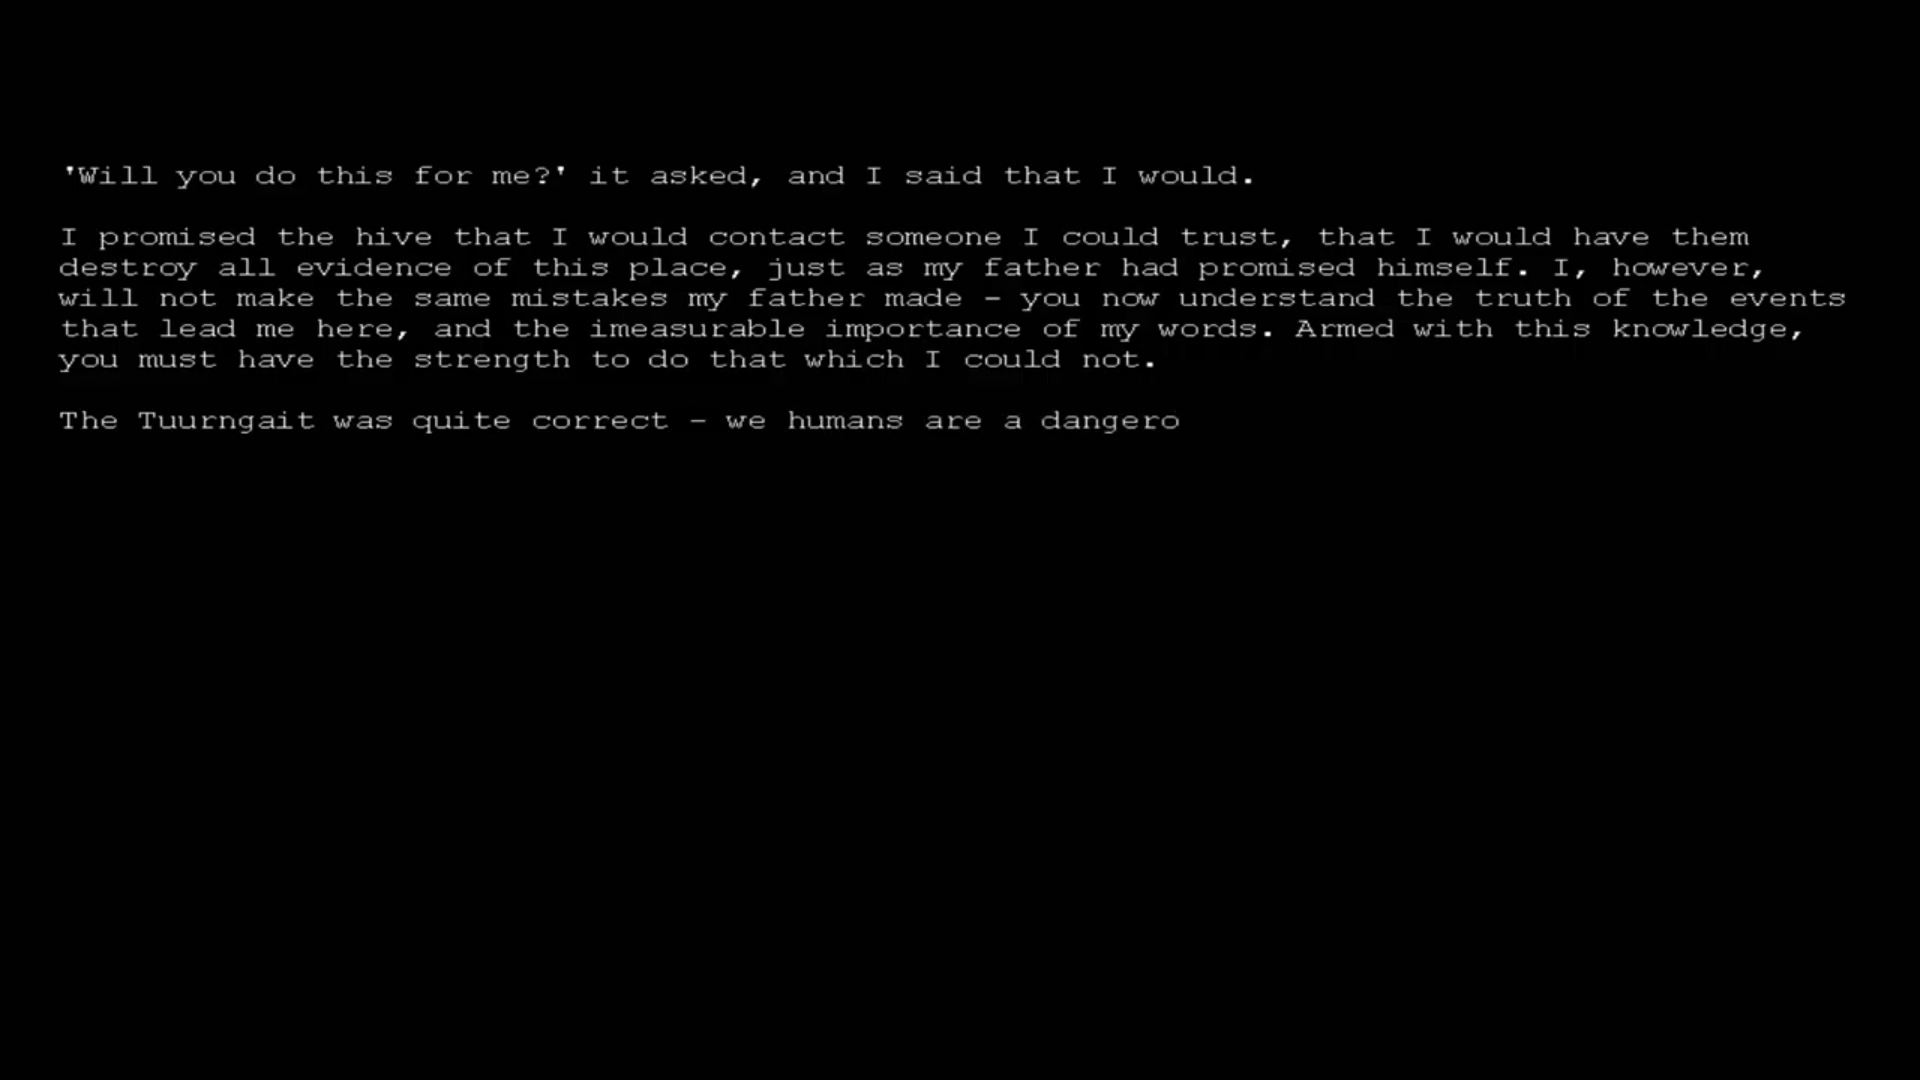 'Will you do this for me?' it asked, and I said that I would.
I promised the hive that I would contact someone I could trust, that I would have them
destroy all evidence of this place, just as my father had promised himself. I, however,
will not make the same mistakes my father made - you now understand the truth of the events
that lead me here, and the imeasurable importance of my words. Armed with this knowledge,
you must have the strength to do that which I could not.
The Tuurngait was quite correct - we humans are a dangero